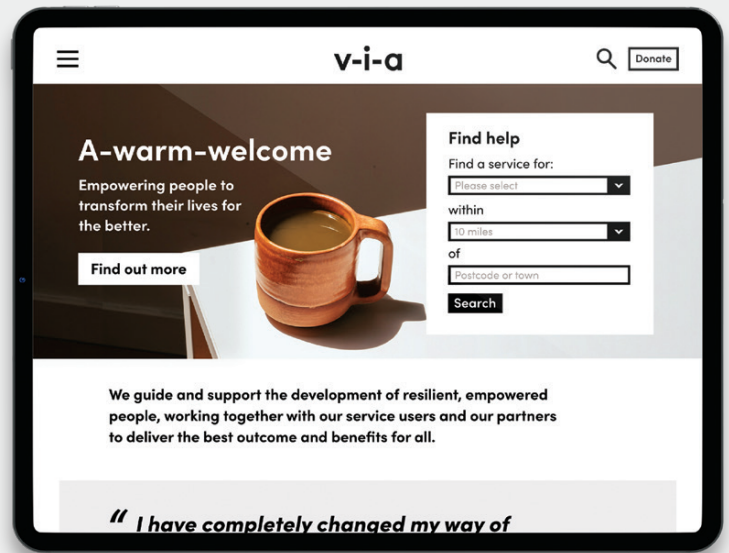 v-i-a
Donate
A-warm-welcome
Empowering people to
transform their lives for
the better.
Find out more
Find help
Find a service for:
Please select
within
10 miles
of
Postcode or town
Search
We guide and support the development of resilient, empowered
people, working together with our service users and our partners
to deliver the best outcome and benefits for all.
“ I have completely changed my way of